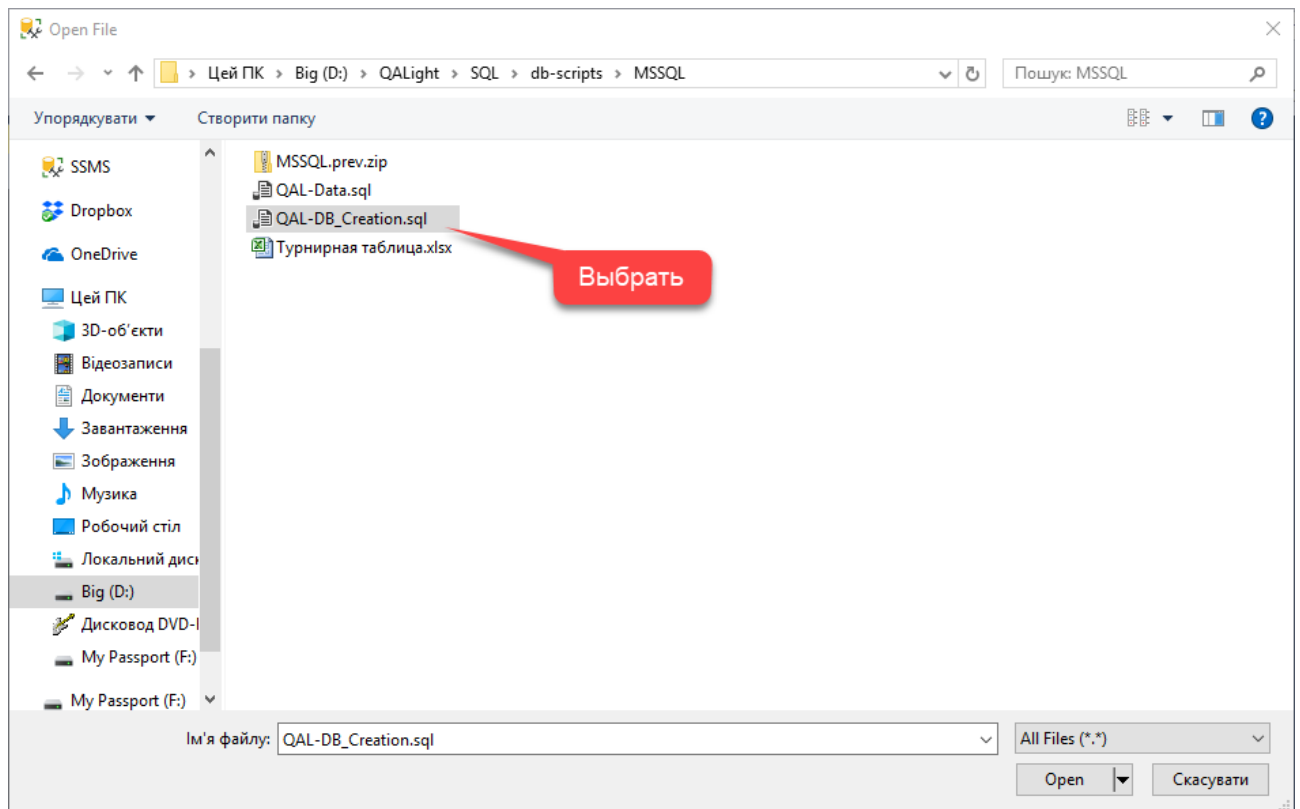 Open File
Цей ПК > Big (D:) > QALight > SQL > db-scripts > MSSQL
Пошук: MSSQL
Упорядкувати
Створити папку
SSMS
Dropbox
OneDrive
Цей ПК
3D-об'єкти
Відеозаписи
Документи
Завантаження
Зображення
Музика
Робочий стіл
Локальний диск
Big (D:)
Дисковод DVD-
My Passport (F:)
My Passport (F:)
MSSQL.prev.zip
QAL-Data.sql
QAL-DB_Creation.sql
Турнирная таблица.xlsx
Выбрать
Ім'я файлу: QAL-DB_Creation.sql
All Files (*.*)
Open
Скасувати